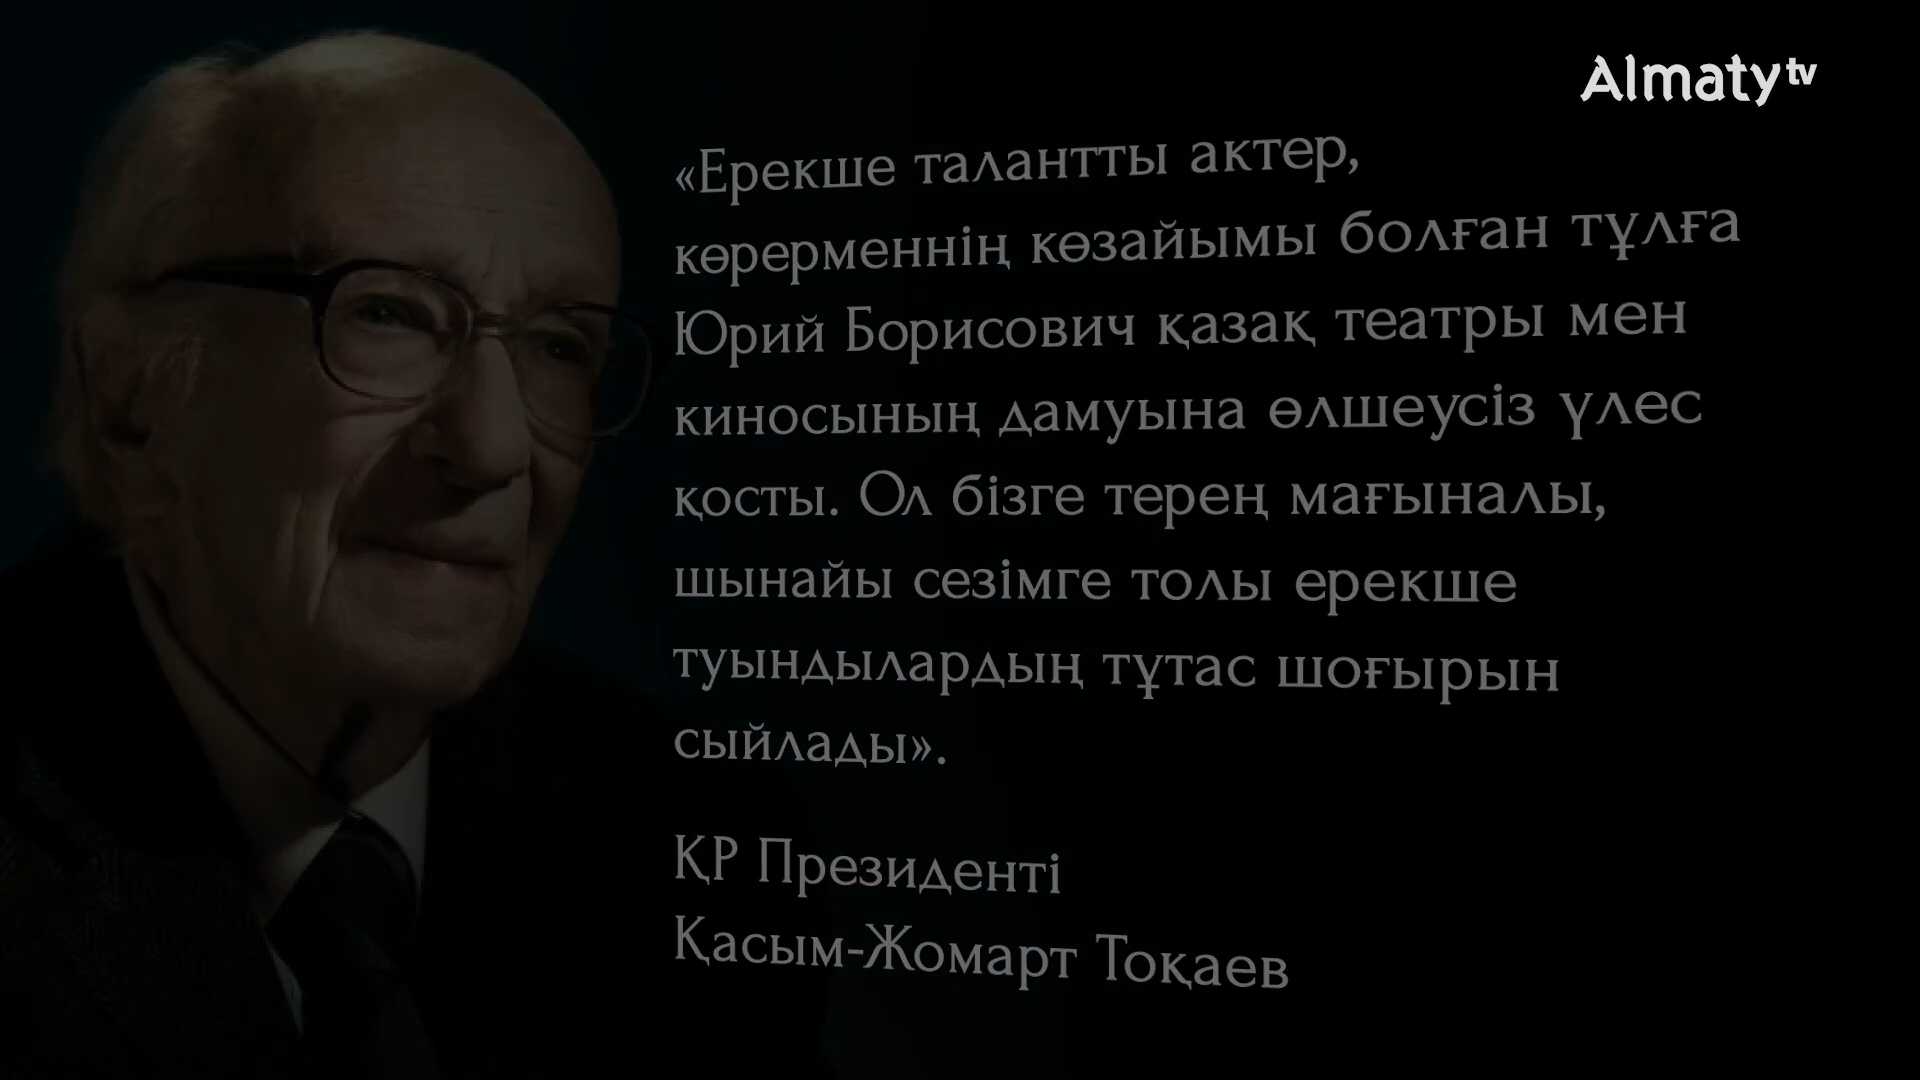 Almaty tv
«Ерекше талантты актер,
көрерменнің көзайымы болған тұлға
Юрий Борисович қазақ театры мен
киносының дамуына өлшеусіз үлес
қосты. Ол бізге терең мағыналы,
шынайы сезімге толы ерекше
туындылардың тұтас шоғырын
сыйлады».
ҚР Президенті
Қасым-Жомарт Тоқаев